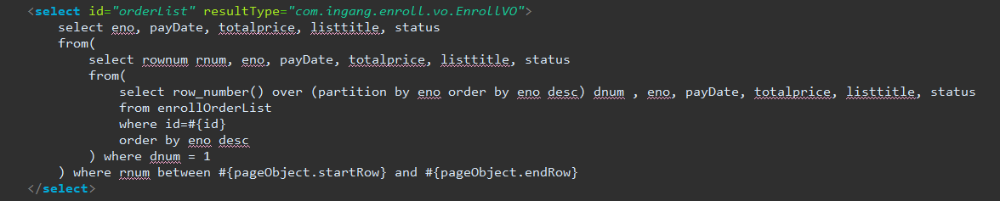 <select id="orderList" resultType="com.ingang.enroll.vo.EnrollVO">
select eno, payDate, totalprice, listtitle, status
from(
select rownum rnum, eno, payDate, totalprice, listtitle, status
from(
select row_number() over (partition by eno order by eno desc) dnum , eno, payDate, totalprice, listtitle, status
from enrollOrderList
where id=#{id}
order by eno desc
) where dnum = 1
) where rnum between #{pageObject.startRow} and #{pageObject.endRow}
</select>